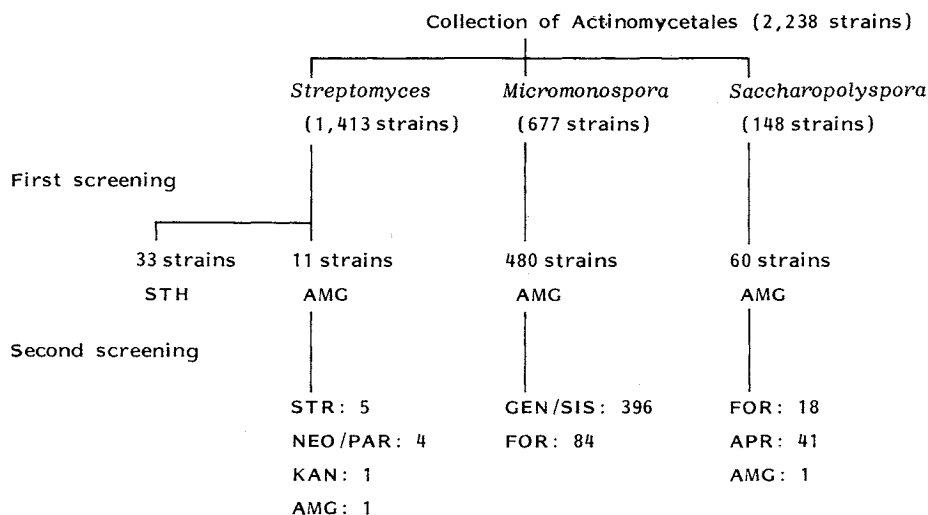 Collection of Actinomycetales (2,238 strains)
Streptomyces Micromonospora Saccharopolyspora
(1,413 strains) (677 strains) (148 strains)
First screening
33 strains 11 strains 480 strains 60 strains
STH AMG AMG AMG
Second screening
STR: 5 GEN/SIS: 396 FOR: 18
NEO/PAR: 4 FOR: 84 APR: 41
KAN: 1 AMG: 1
AMG: 1